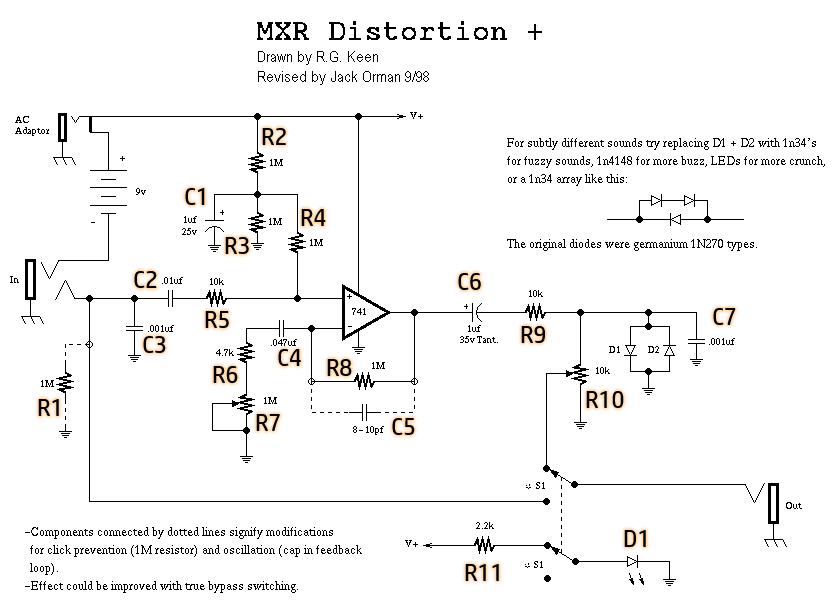 MXR Distortion +
Drawn by R.G. Keen
Revised by Jack Orman 9/98
AC
Adaptor
V+
+
9v
-
R2
1M
C1
+
1uf
25v
R3
1M
R4
1M
For subtly different sounds try replacing D1 + D2 with 1n34's
for fuzzy sounds, 1n4148 for more buzz, LEDs for more crunch,
or a 1n34 array like this:
The original diodes were germanium 1N270 types.
In
C2
.01uf
10k
R5
.001uf
C3
+
741
-
C4
.047uf
4.7k
R6
1M
R7
R8
1M
8-10pf
C5
1M
R1
C6
+
1uf
35v Tant.
10k
R9
10k
R10
D1
D2
C7
.001uf
* S1
Out
* S1
V+
2.2k
R11
D1
-Components connected by dotted lines signify modifications
for click prevention (1M resistor) and oscillation (cap in feedback
loop).
-Effect could be improved with true bypass switching.